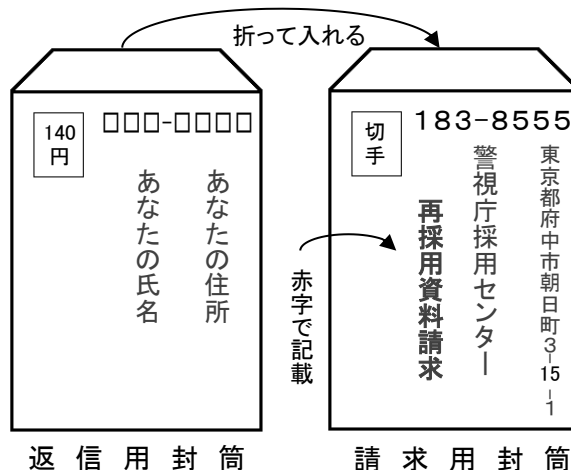 折って入れる
140
円
□□□-□□□□
あなたの住所
あなたの氏名
返信用封筒
赤字で記載
切
手
183-8555
東京都府中市朝日町3-15-1
警視庁採用センター
再採用資料請求
請求用封筒